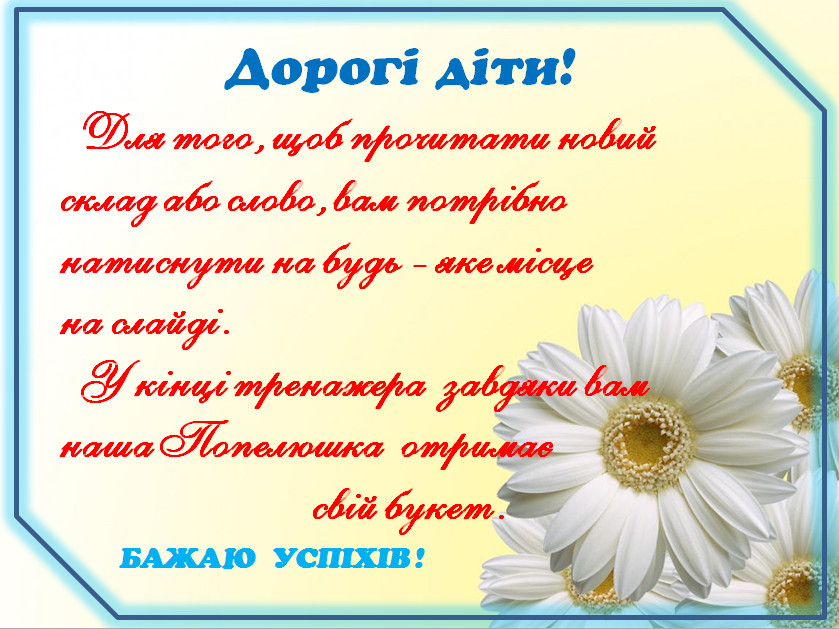 Дорогі діти!
Для того, щоб прочитати новий
склад або слово, вам потрібно
натиснути на будь - яке місце
на слайді.
У кінці тренажера завдяки вам
наша Попелюшка отримає
свій букет.
БАЖАЮ УСПІХІВ!